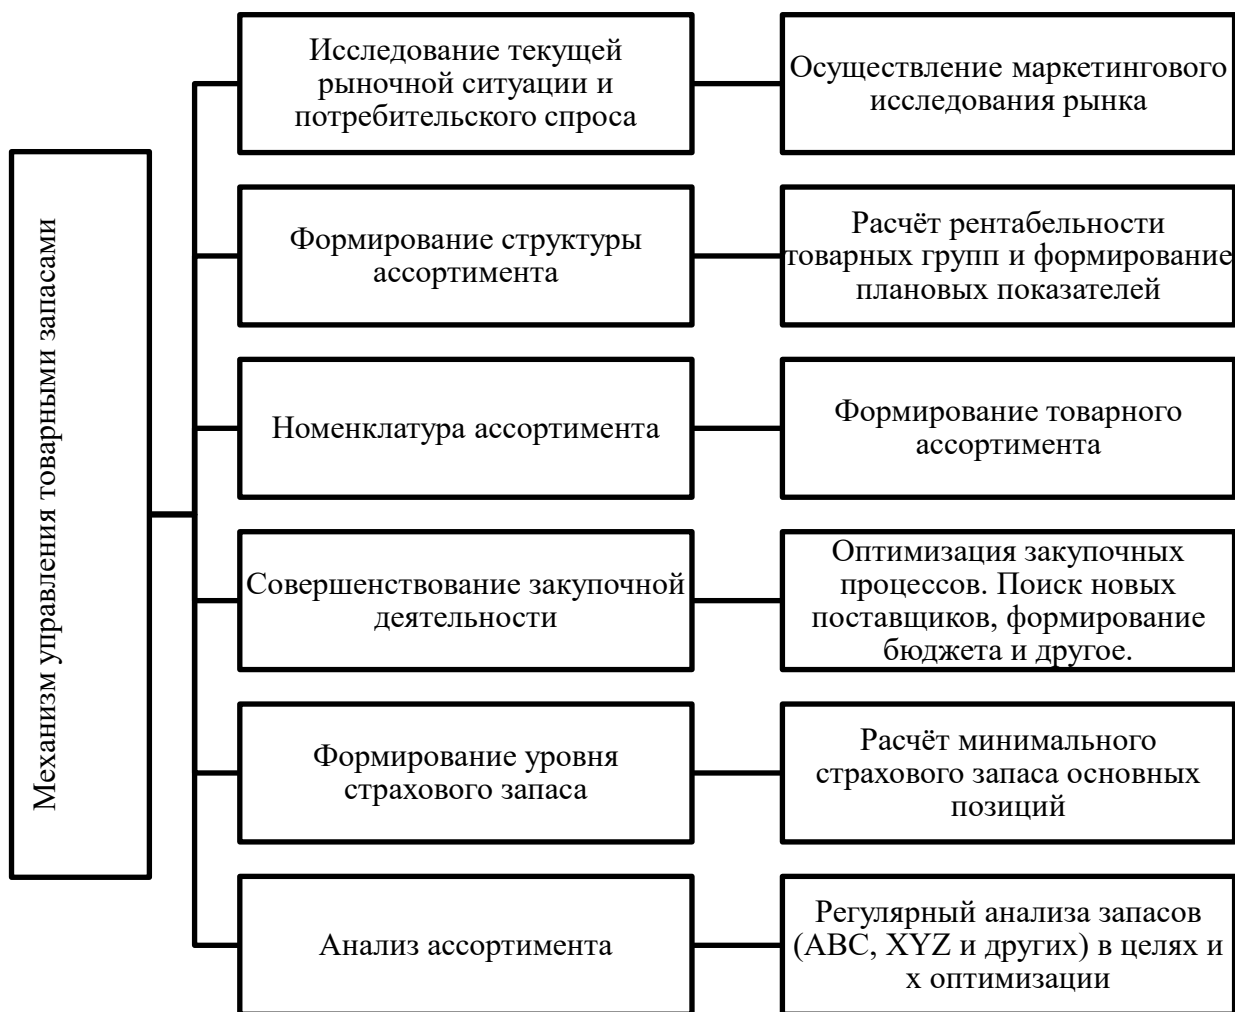 Механизм управления товарными запасами
Исследование текущей
рыночной ситуации и
потребительского спроса
Осуществление маркетингового
исследования рынка
Формирование структуры
ассортимента
Расчёт рентабельности
товарных групп и формирование
плановых показателей
Номенклатура ассортимента
Формирование товарного
ассортимента
Совершенствование закупочной
деятельности
Оптимизация закупочных
процессов. Поиск новых
поставщиков, формирование
бюджета и другое.
Формирование уровня
страхового запаса
Расчёт минимального
страхового запаса основных
позиций
Анализ ассортимента
Регулярный анализа запасов
(ABC, XYZ и других) в целях и
х оптимизации